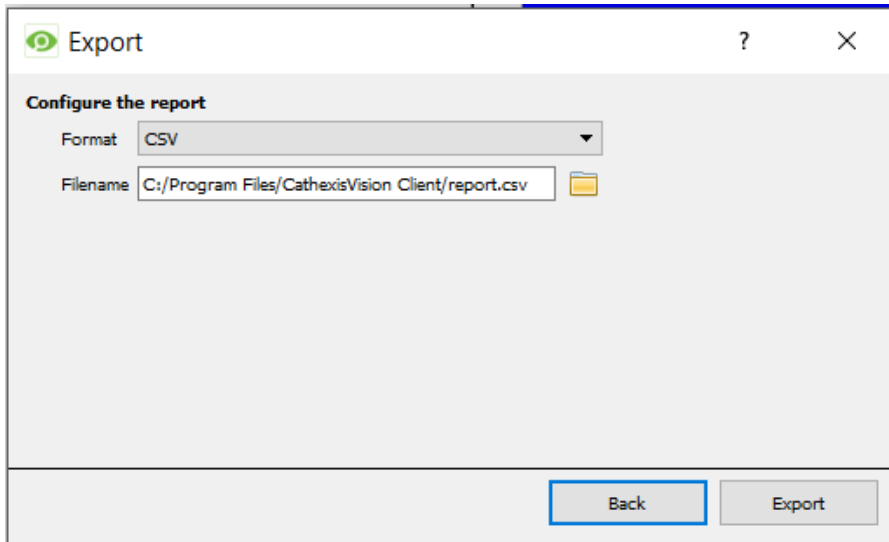 Export
?
Configure the report
Format CSV
Filename C:/Program Files/CathexisVision Client/report.csv
Back Export